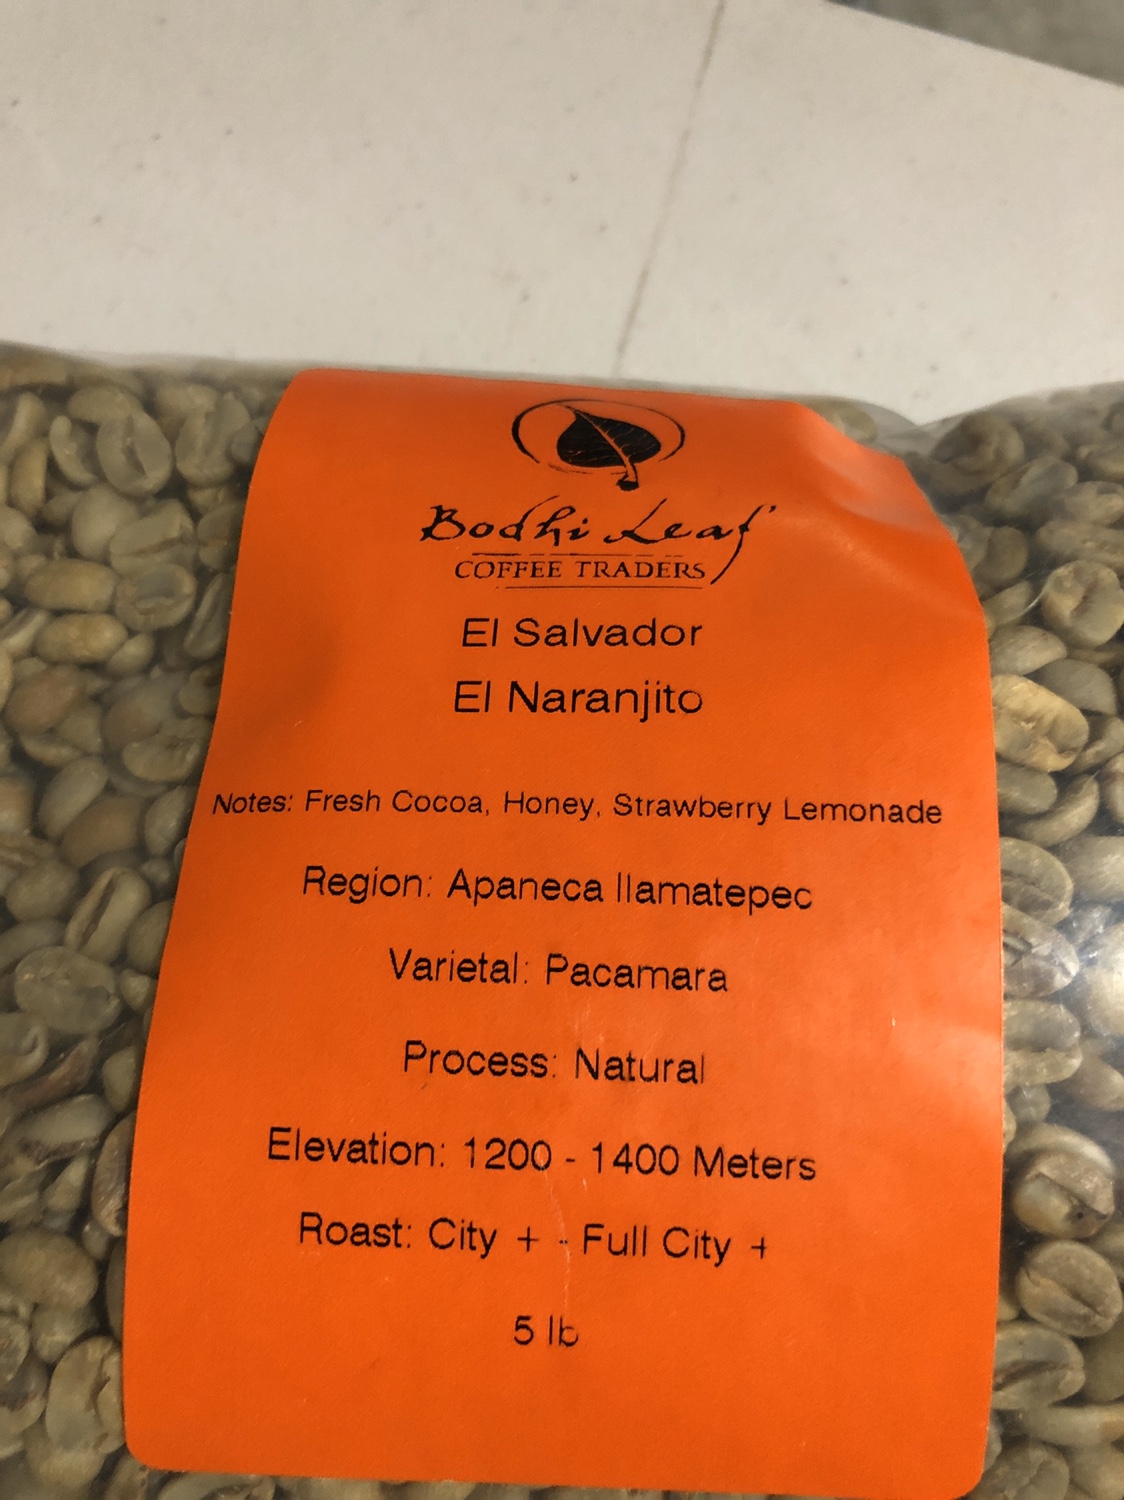 Bodhi Leaf
COFFEE TRADERS
El Salvador
El Naranjito
Notes: Fresh Cocoa, Honey, Strawberry Lemonade
Region: Apaneca Ilamatepec
Varietal: Pacamara
Process: Natural
Elevation: 1200 - 1400 Meters
Roast: City + - Full City +
5 lb